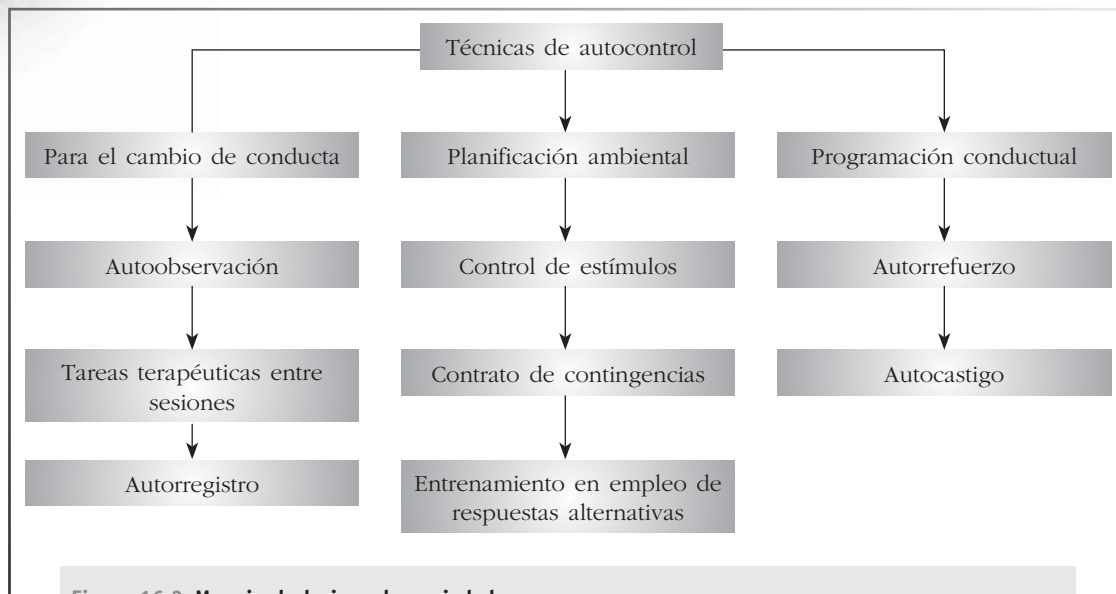 Técnicas de autocontrol
Para el cambio de conducta
Planificación ambiental
Programación conductual
Autoobservación
Control de estímulos
Autorrefuerzo
Tareas terapéuticas entre
sesiones
Contrato de contingencias
Autocastigo
Autorregistro
Entrenamiento en empleo de
respuestas alternativas